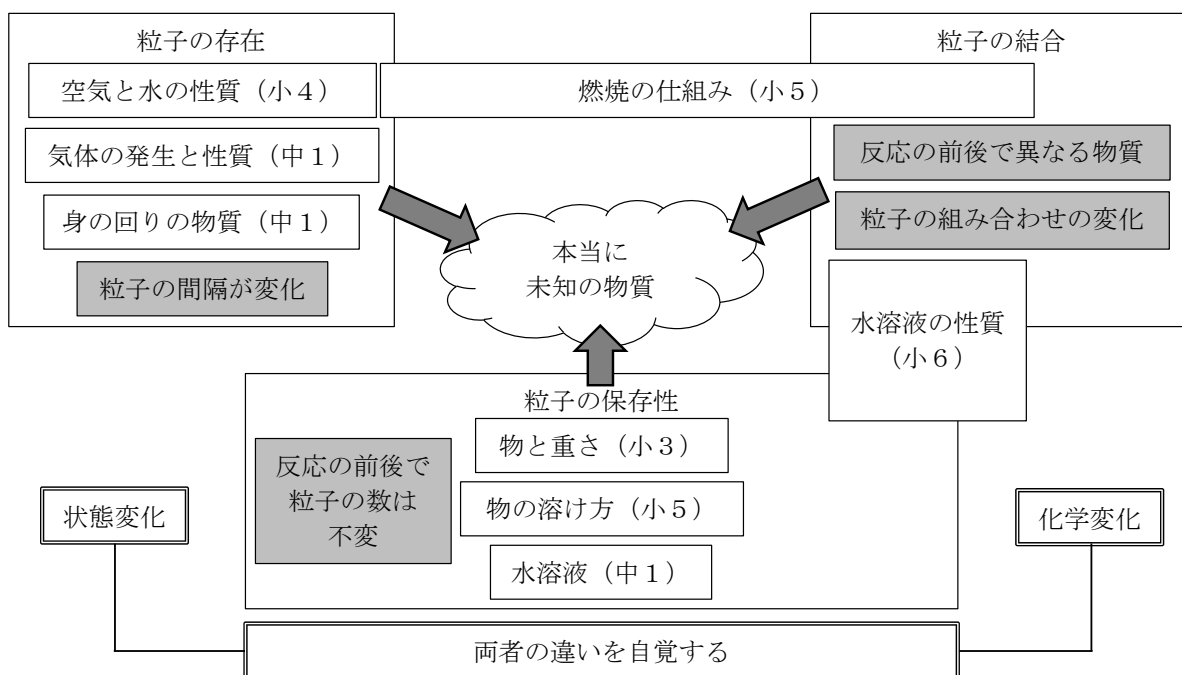 粒子の存在
空気と水の性質（小４）
気体の発生と性質（中１）
身の回りの物質（中１）
粒子の間隔が変化
燃焼の仕組み（小５）
粒子の結合
反応の前後で異なる物質
粒子の組み合わせの変化
水溶液の性質
（小６）
本当に
未知の物質
粒子の保存性
物と重さ（小３）
物の溶け方（小５）
水溶液（中１）
反応の前後で
粒子の数は
不変
状態変化
化学変化
両者の違いを自覚する